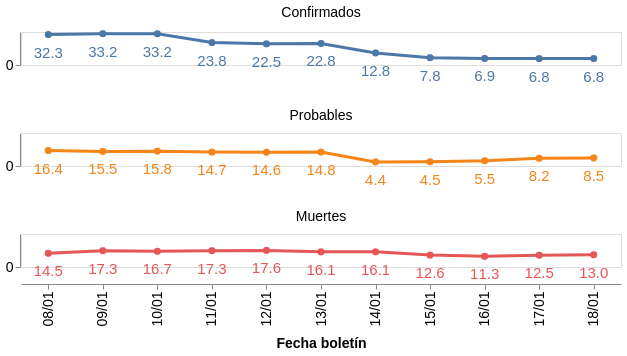 Confirmados
0
32.3 33.2 33.2 23.8 22.5 22.8 12.8 7.8 6.9 6.8 6.8
Probables
0
16.4 15.5 15.8 14.7 14.6 14.8 4.4 4.5 5.5 8.2 8.5
Muertes
0
14.5 17.3 16.7 17.3 17.6 16.1 16.1 12.6 11.3 12.5 13.0
08/01 09/01 10/01 11/01 12/01 13/01 14/01 15/01 16/01 17/01 18/01
Fecha boletín